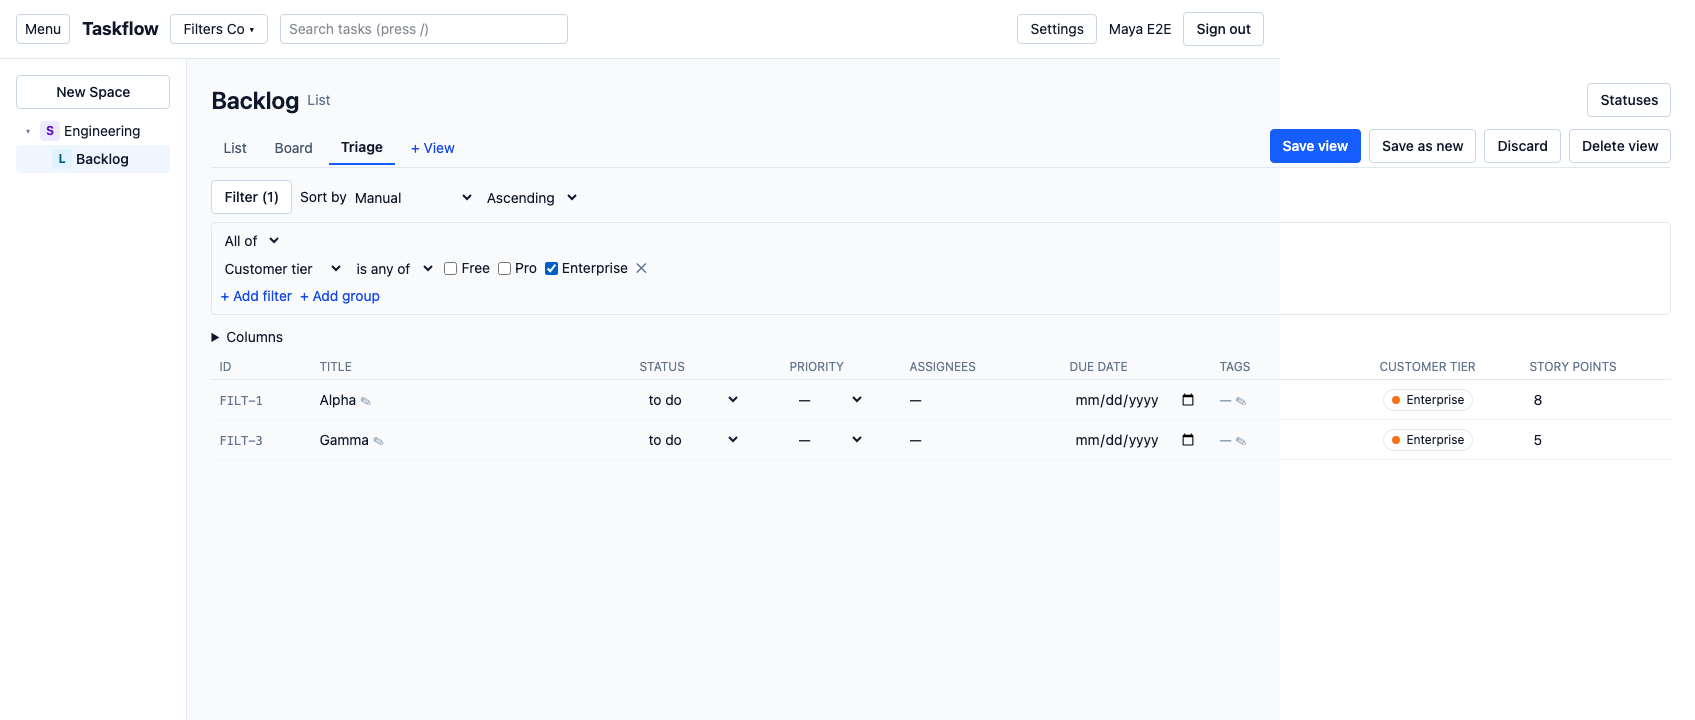 Menu Taskflow Filters Co ▾ Search tasks (press /) Settings Maya E2E Sign out
New Space
▾ S Engineering
L Backlog
Backlog List Statuses
List Board Triage + View Save view Save as new Discard Delete view
Filter (1) Sort by Manual Ascending
All of
Customer tier is any of Free Pro Enterprise ×
+ Add filter + Add group
▶ Columns
ID TITLE STATUS PRIORITY ASSIGNEES DUE DATE TAGS CUSTOMER TIER STORY POINTS
FILT-1 Alpha ✎ to do — — mm/dd/yyyy — ✎ Enterprise 8
FILT-3 Gamma ✎ to do — — mm/dd/yyyy — ✎ Enterprise 5